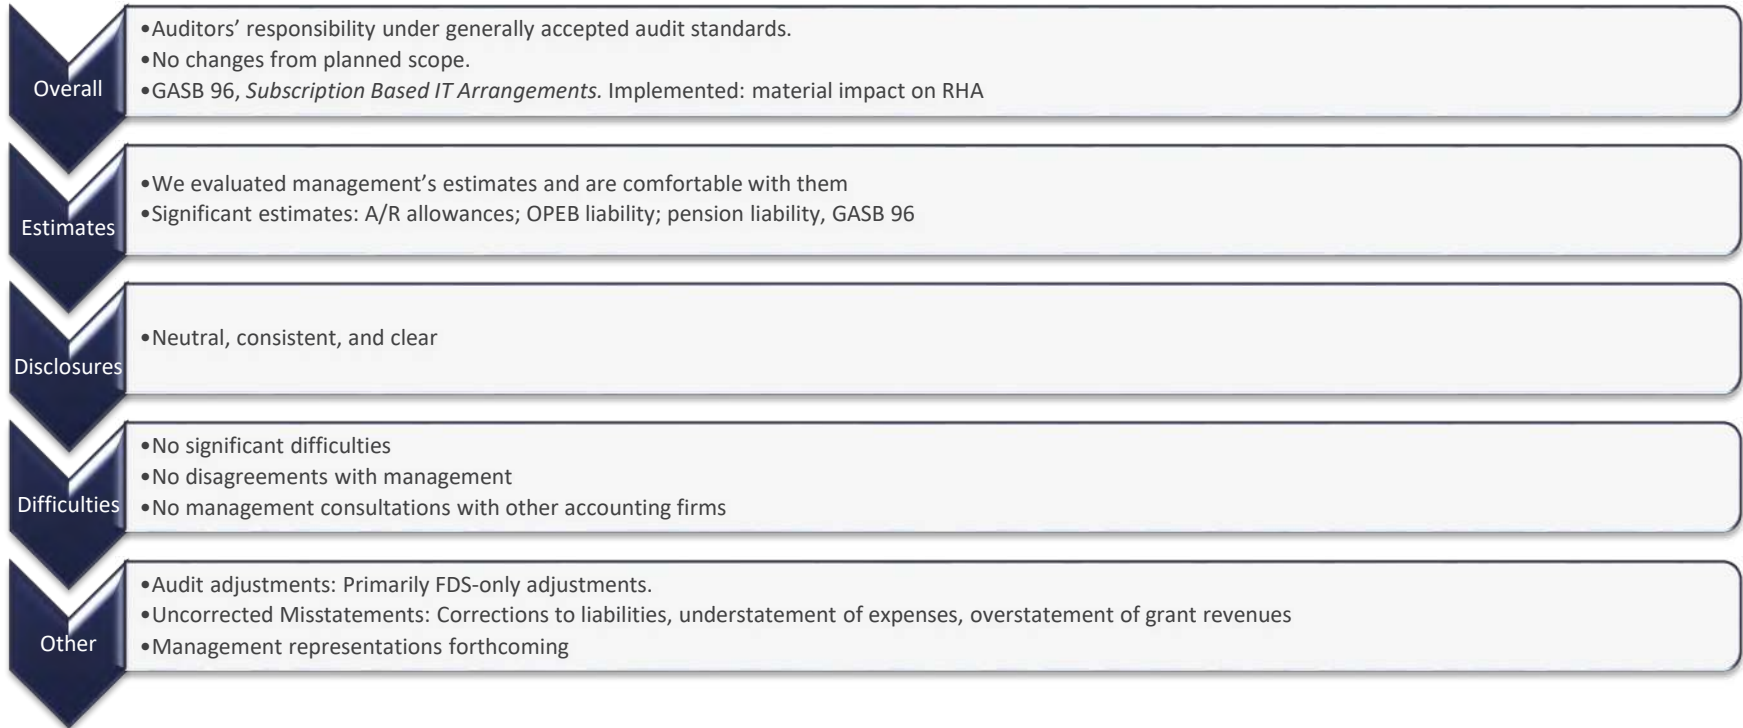 Overall
•Auditors’ responsibility under generally accepted audit standards.
•No changes from planned scope.
•GASB 96, Subscription Based IT Arrangements. Implemented: material impact on RHA
Estimates
•We evaluated management’s estimates and are comfortable with them
•Significant estimates: A/R allowances; OPEB liability; pension liability, GASB 96
Disclosures
•Neutral, consistent, and clear
Difficulties
•No significant difficulties
•No disagreements with management
•No management consultations with other accounting firms
Other
•Audit adjustments: Primarily FDS-only adjustments.
•Uncorrected Misstatements: Corrections to liabilities, understatement of expenses, overstatement of grant revenues
•Management representations forthcoming